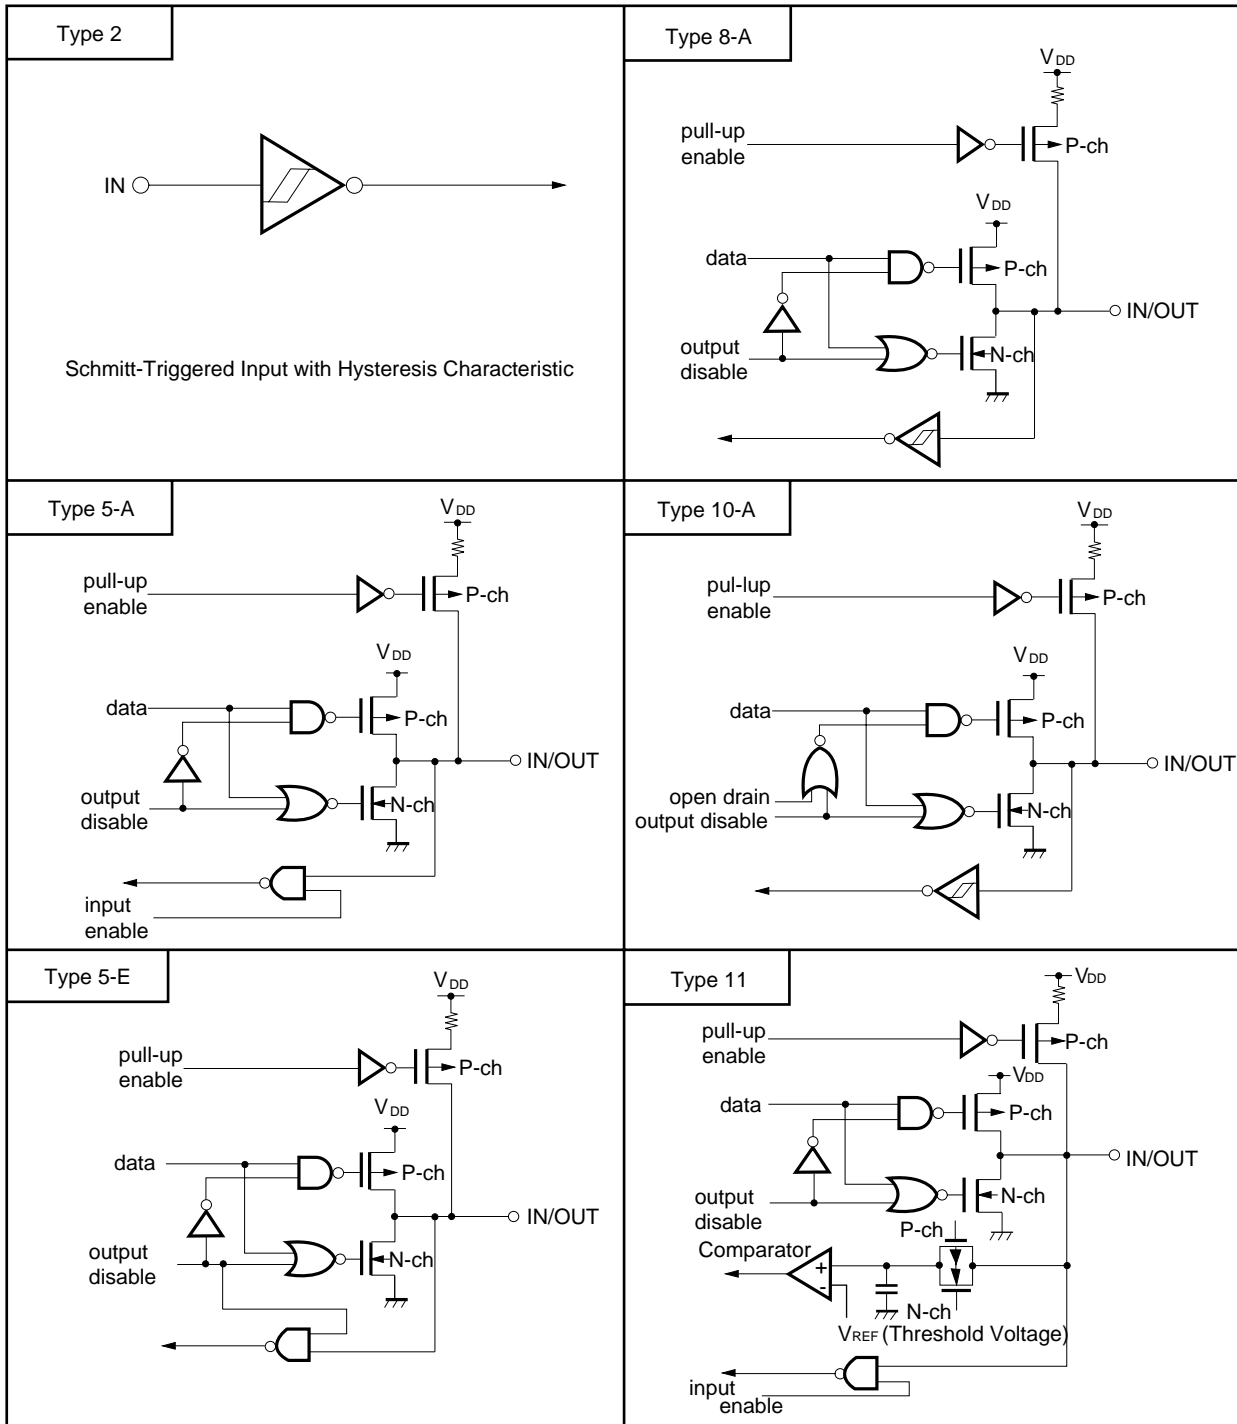 Type 2
IN
Schmitt-Triggered Input with Hysteresis Characteristic
Type 8-A
VDD
pull-up
enable
P-ch
VDD
data
P-ch
IN/OUT
output
disable
N-ch
Type 5-A
VDD
pull-up
enable
P-ch
VDD
data
P-ch
IN/OUT
output
disable
N-ch
input
enable
Type 10-A
VDD
pul-lup
enable
P-ch
VDD
data
P-ch
IN/OUT
open drain
output disable
N-ch
Type 5-E
VDD
pull-up
enable
P-ch
VDD
data
P-ch
IN/OUT
output
disable
N-ch
Type 11
VDD
pull-up
enable
P-ch
VDD
data
P-ch
IN/OUT
output
disable
N-ch
P-ch
Comparator
+
-
N-ch
VREF (Threshold Voltage)
input
enable